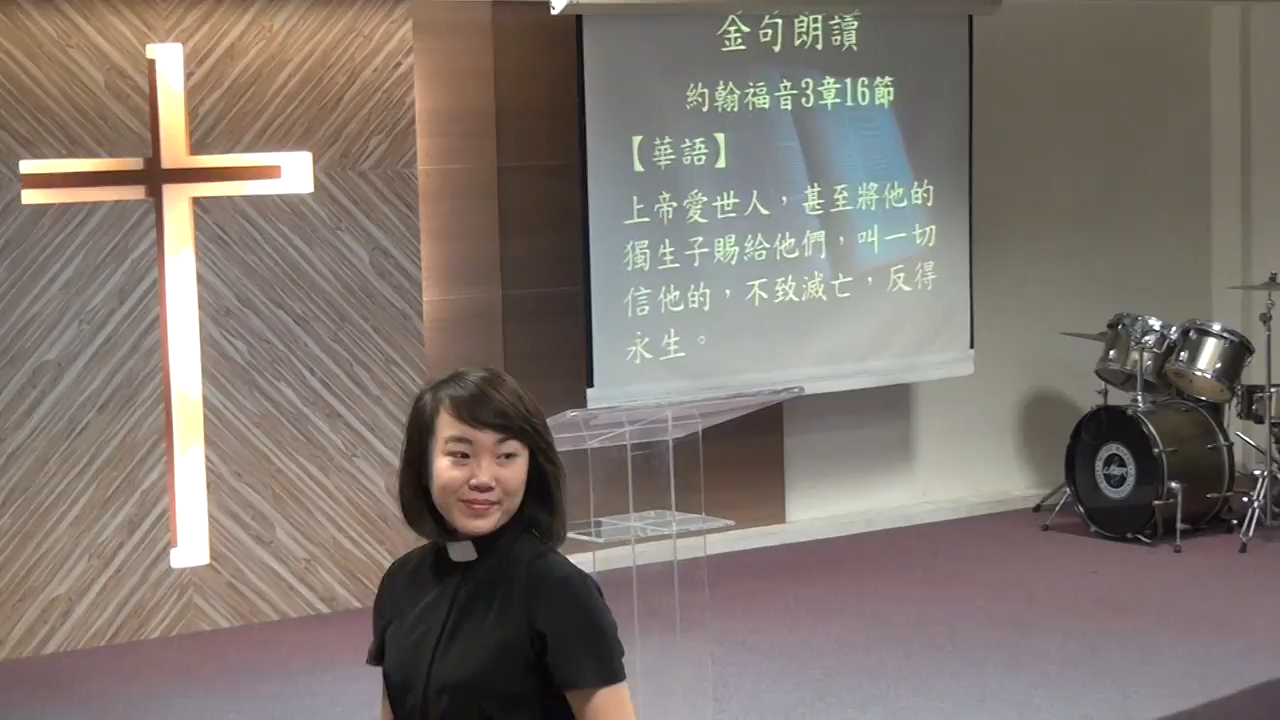 金句朗讀
約翰福音3章16節
【華語】
上帝愛世人，甚至將他的
獨生子賜給他們，叫一切
信他的，不致滅亡，反得
永生。